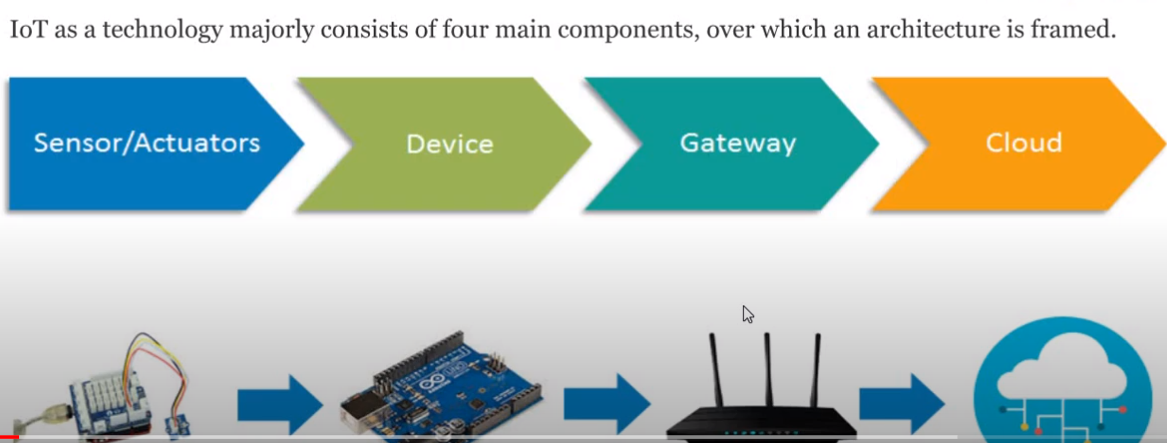 IoT as a technology majorly consists of four main components, over which an architecture is framed.
Sensor/Actuators
Device
Gateway
Cloud
UNO